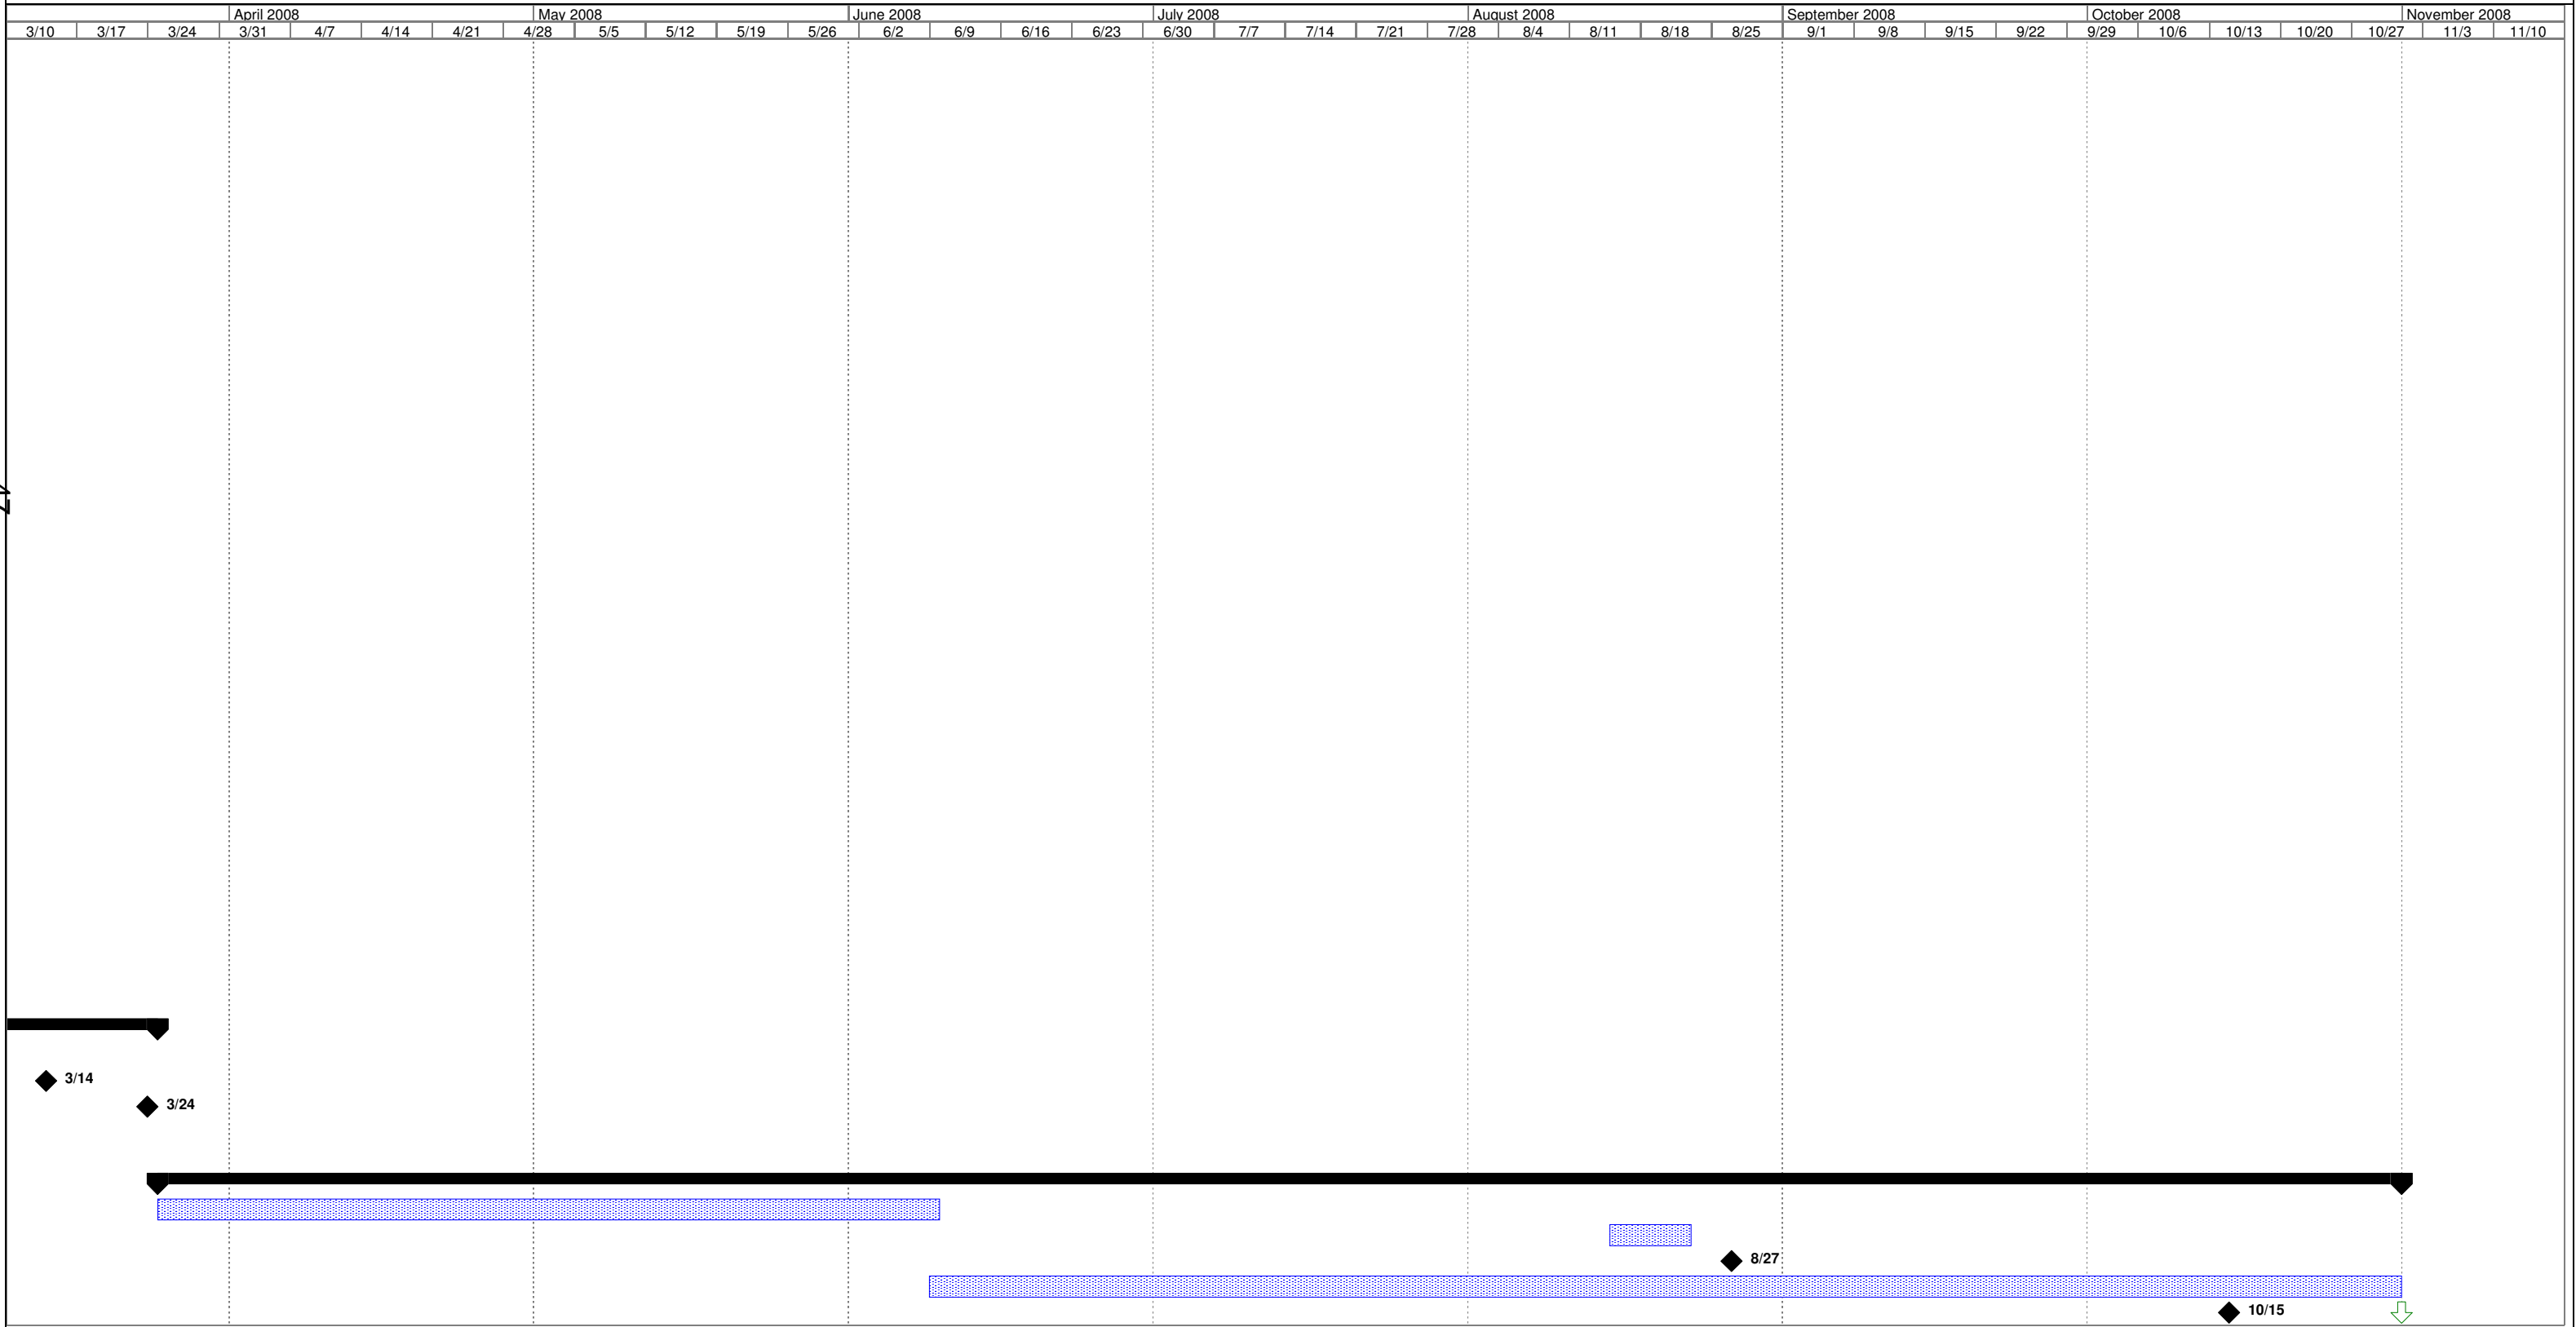 April 2008 May 2008 June 2008 July 2008 August 2008 September 2008 October 2008 November 2008
3/10 3/17 3/24 3/31 4/7 4/14 4/21 4/28 5/5 5/12 5/19 5/26 6/2 6/9 6/16 6/23 6/30 7/7 7/14 7/21 7/28 8/4 8/11 8/18 8/25 9/1 9/8 9/15 9/22 9/29 10/6 10/13 10/20 10/27 11/3 11/10
3/14
3/24
8/27
10/15